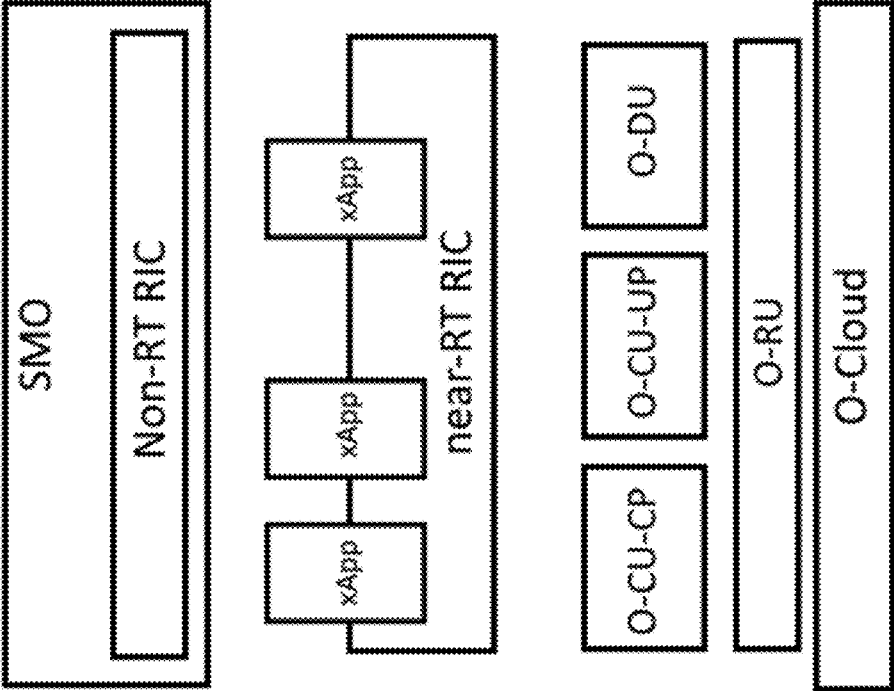 SMO
Non-RT RIC
xApp
xApp
xApp
near-RT RIC
O-CU-CP
O-CU-UP
O-DU
O-RU
O-Cloud